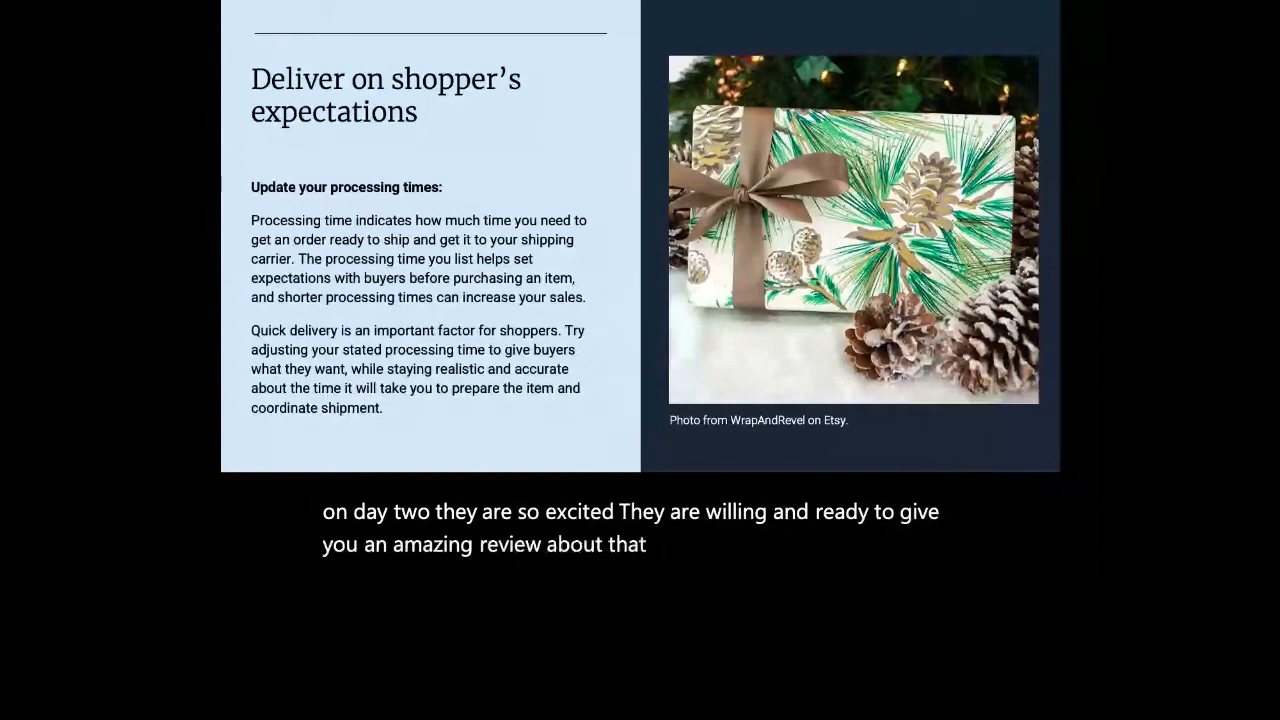 Deliver on shopper’s
expectations
Update your processing times:
Processing time indicates how much time you need to
get an order ready to ship and get it to your shipping
carrier. The processing time you list helps set
expectations with buyers before purchasing an item,
and shorter processing times can increase your sales.
Quick delivery is an important factor for shoppers. Try
adjusting your stated processing time to give buyers
what they want, while staying realistic and accurate
about the time it will take you to prepare the item and
coordinate shipment.
Photo from WrapAndRevel on Etsy.
on day two they are so excited They are willing and ready to give
you an amazing review about that